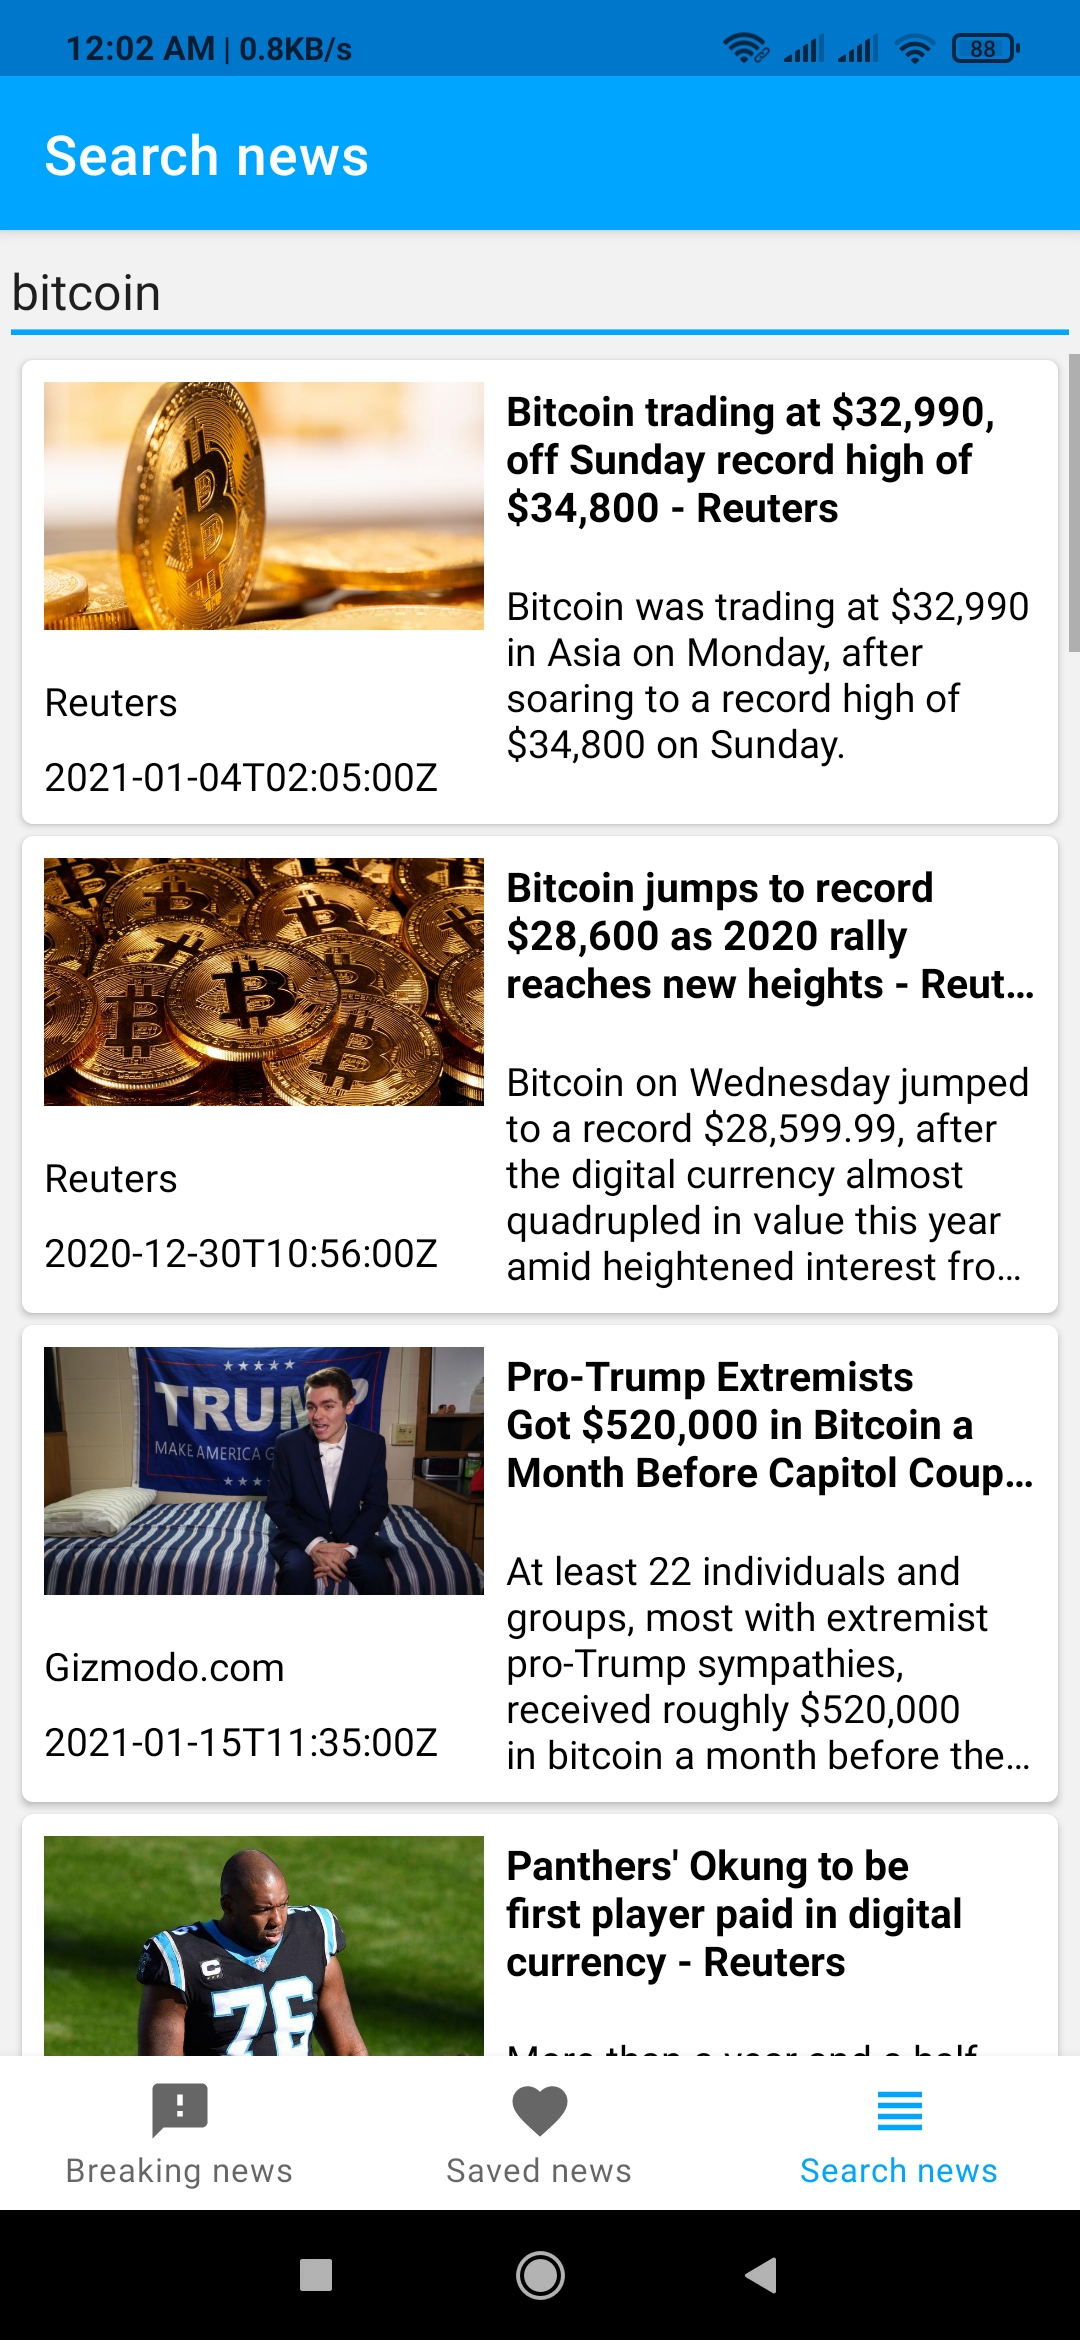 12:02 AM | 0.8KB/s
88
Search news
bitcoin
Bitcoin trading at $32,990,
off Sunday record high of
$34,800 - Reuters
Bitcoin was trading at $32,990
in Asia on Monday, after
soaring to a record high of
$34,800 on Sunday.
Reuters
2021-01-04T02:05:00Z
Bitcoin jumps to record
$28,600 as 2020 rally
reaches new heights - Reut…
Bitcoin on Wednesday jumped
to a record $28,599.99, after
the digital currency almost
quadrupled in value this year
amid heightened interest fro…
Reuters
2020-12-30T10:56:00Z
TRUMP
MAKE AMERICA G
Pro-Trump Extremists
Got $520,000 in Bitcoin a
Month Before Capitol Coup…
At least 22 individuals and
groups, most with extremist
pro-Trump sympathies,
received roughly $520,000
in bitcoin a month before the…
Gizmodo.com
2021-01-15T11:35:00Z
C
76
Panthers' Okung to be
first player paid in digital
currency - Reuters
More than a year and a half
Breaking news
Saved news
Search news